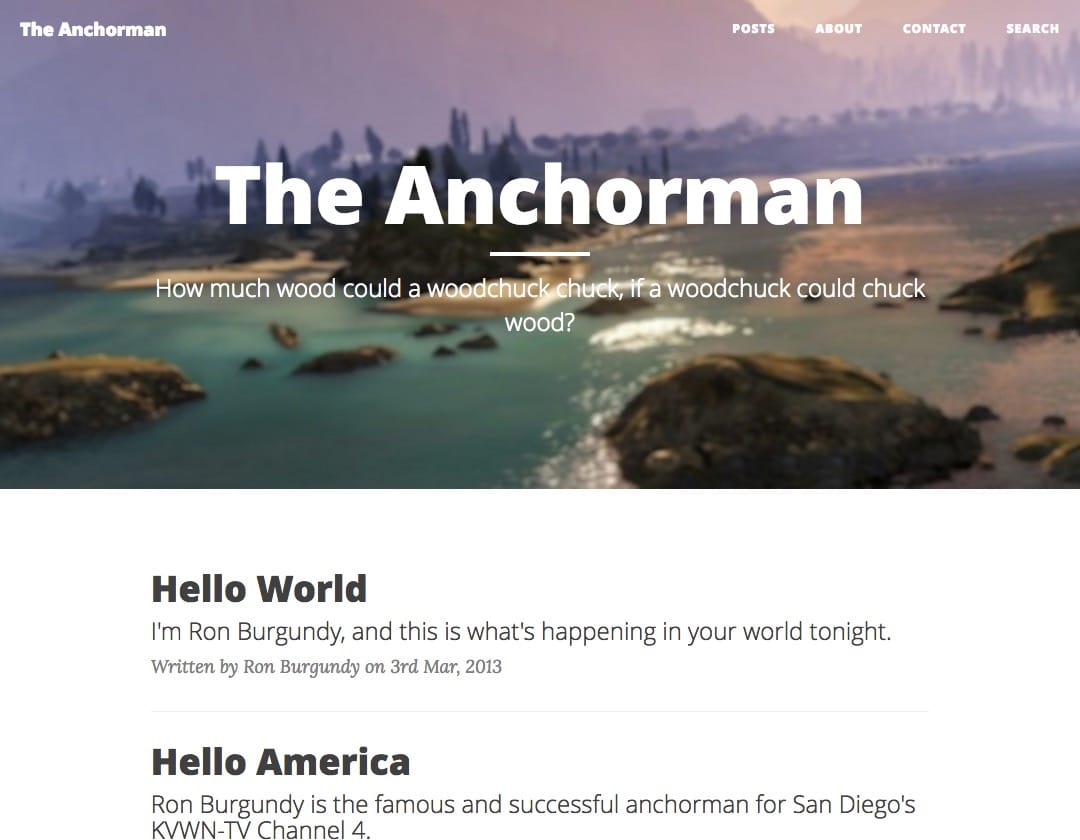 The Anchorman
POSTS ABOUT CONTACT SEARCH
The Anchorman
How much wood could a woodchuck chuck, if a woodchuck could chuck
wood?
Hello World
I'm Ron Burgundy, and this is what's happening in your world tonight.
Written by Ron Burgundy on 3rd Mar, 2013
Hello America
Ron Burgundy is the famous and successful anchorman for San Diego's
KVWN-TV Channel 4.